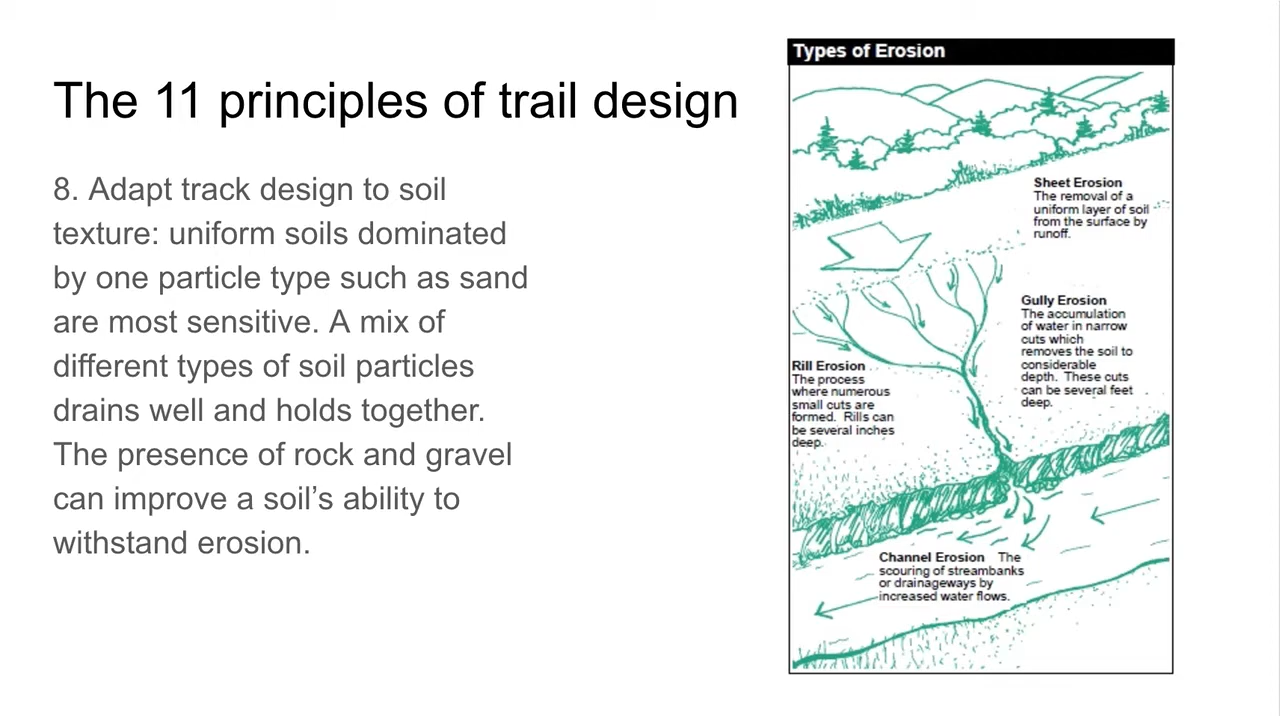 The 11 principles of trail design
8. Adapt track design to soil
texture: uniform soils dominated
by one particle type such as sand
are most sensitive. A mix of
different types of soil particles
drains well and holds together.
The presence of rock and gravel
can improve a soil’s ability to
withstand erosion.
Types of Erosion
Sheet Erosion
The removal of a
uniform layer of soil
from the surface by
runoff.
Gully Erosion
The accumulation
of water in narrow
cuts which
removes the soil to
considerable
depth. These cuts
can be several feet
deep.
Rill Erosion
The process
where numerous
small cuts are
formed. Rills can
be several inches
deep.
Channel Erosion The
scouring of streambanks
or drainageways by
increased water flows.